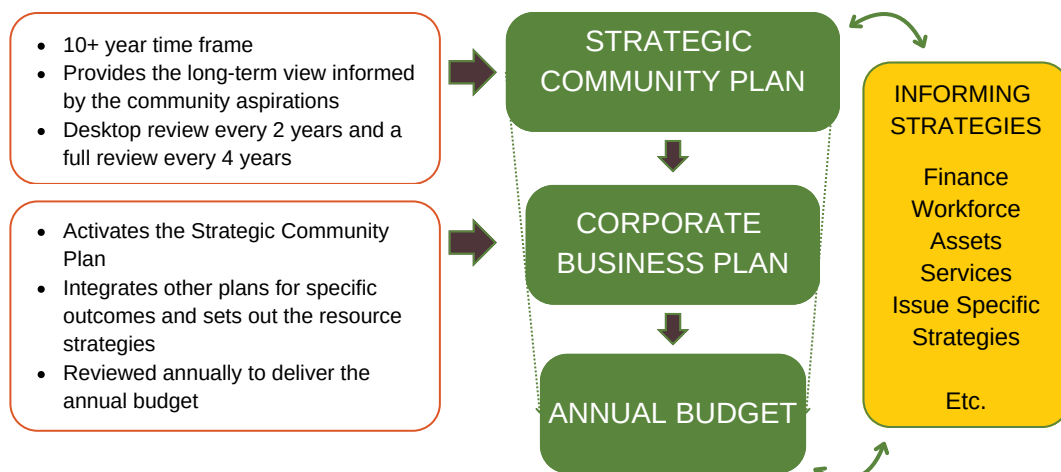 • 10+ year time frame
• Provides the long-term view informed
by the community aspirations
• Desktop review every 2 years and a
full review every 4 years
STRATEGIC
COMMUNITY PLAN
• Activates the Strategic Community
Plan
• Integrates other plans for specific
outcomes and sets out the resource
strategies
• Reviewed annually to deliver the
annual budget
CORPORATE
BUSINESS PLAN
ANNUAL BUDGET
INFORMING
STRATEGIES
Finance
Workforce
Assets
Services
Issue Specific
Strategies
Etc.